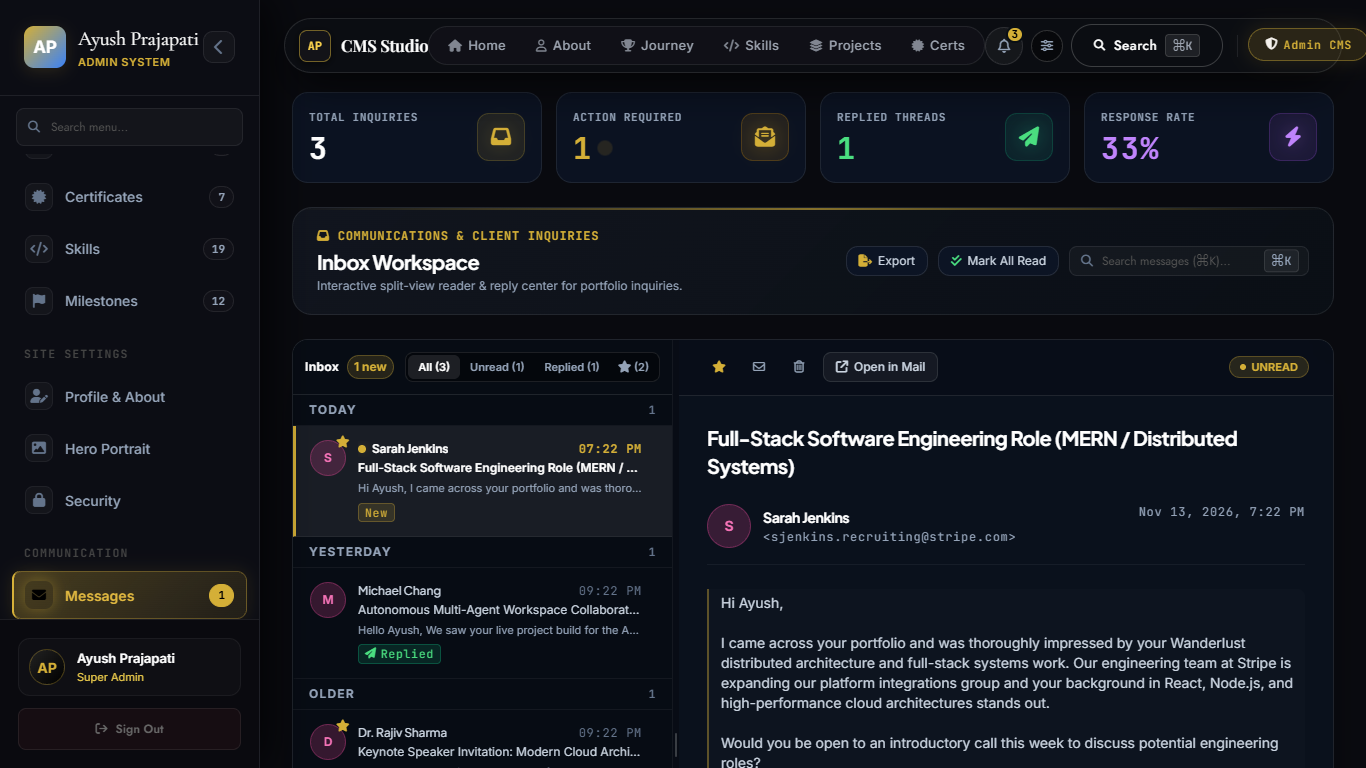 AP
Ayush Prajapati
ADMIN SYSTEM
Search menu...
Certificates 7
Skills 19
Milestones 12
SITE SETTINGS
Profile & About
Hero Portrait
Security
COMMUNICATION
Messages 1
AP
Ayush Prajapati
Super Admin
Sign Out
AP CMS Studio Home About Journey Skills Projects Certs 3 Search ⌘K Admin CMS
TOTAL INQUIRIES
3
ACTION REQUIRED
1
REPLIED THREADS
1
RESPONSE RATE
33%
COMMUNICATIONS & CLIENT INQUIRIES
Inbox Workspace
Interactive split-view reader & reply center for portfolio inquiries.
Export Mark All Read Search messages (⌘K)... ⌘K
Inbox 1 new All (3) Unread (1) Replied (1) (2)
TODAY 1
S
Sarah Jenkins 07:22 PM
Full-Stack Software Engineering Role (MERN / ...
Hi Ayush, I came across your portfolio and was thoro...
New
YESTERDAY 1
M
Michael Chang 09:22 PM
Autonomous Multi-Agent Workspace Collaborat...
Hello Ayush, We saw your live project build for the A...
Replied
OLDER 1
D
Dr. Rajiv Sharma 09:22 PM
Keynote Speaker Invitation: Modern Cloud Archi...
Open in Mail UNREAD
Full-Stack Software Engineering Role (MERN / Distributed
Systems)
S
Sarah Jenkins Nov 13, 2026, 7:22 PM
<sjenkins.recruiting@stripe.com>
Hi Ayush,
I came across your portfolio and was thoroughly impressed by your Wanderlust
distributed architecture and full-stack systems work. Our engineering team at Stripe is
expanding our platform integrations group and your background in React, Node.js, and
high-performance cloud architectures stands out.
Would you be open to an introductory call this week to discuss potential engineering
roles?